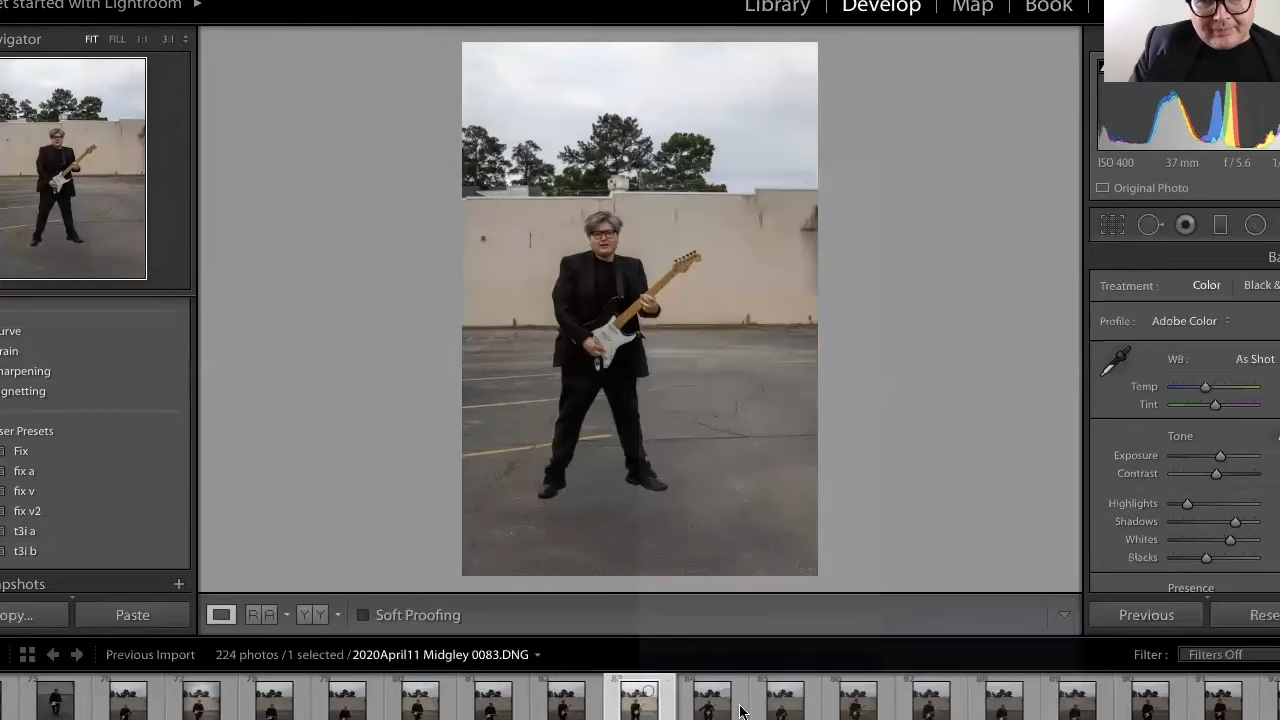 et started with Lightroom
Library | Develop | Map | Book |
vigator FIT FILL 1:1 3:1
ISO 400 37 mm f / 5.6 1/
Original Photo
Ba
Treatment : Color Black &
Profile : Adobe Color
WB : As Shot
Temp
Tint
Tone
Exposure
Contrast
Highlights
Shadows
Whites
Blacks
Presence
urve
rain
arpening
gnetting
ser Presets
Fix
fix a
fix v
fix v2
t3i a
t3i b
apshots +
opy... Paste
R A Y Y Soft Proofing
Previous Rese
Previous Import 224 photos / 1 selected / 2020April11 Midgley 0083.DNG
Filter : Filters Off